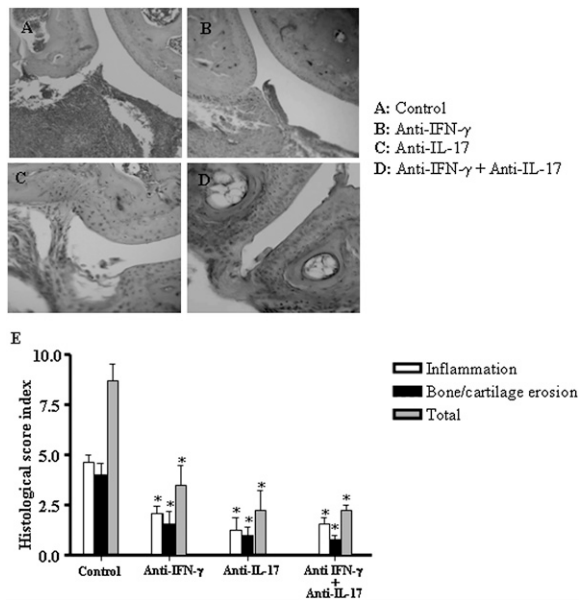 A
B
A: Control
B: Anti-IFN-γ
C: Anti-IL-17
D: Anti-IFN-γ + Anti-IL-17
C
D
E
Histological score index
10.0
7.5
5.0
2.5
0.0
Inflammation
Bone/cartilage erosion
Total
* * *
* * *
* * *
Control
Anti-IFN-γ
Anti-IL-17
Anti IFN-γ
+
Anti-IL-17